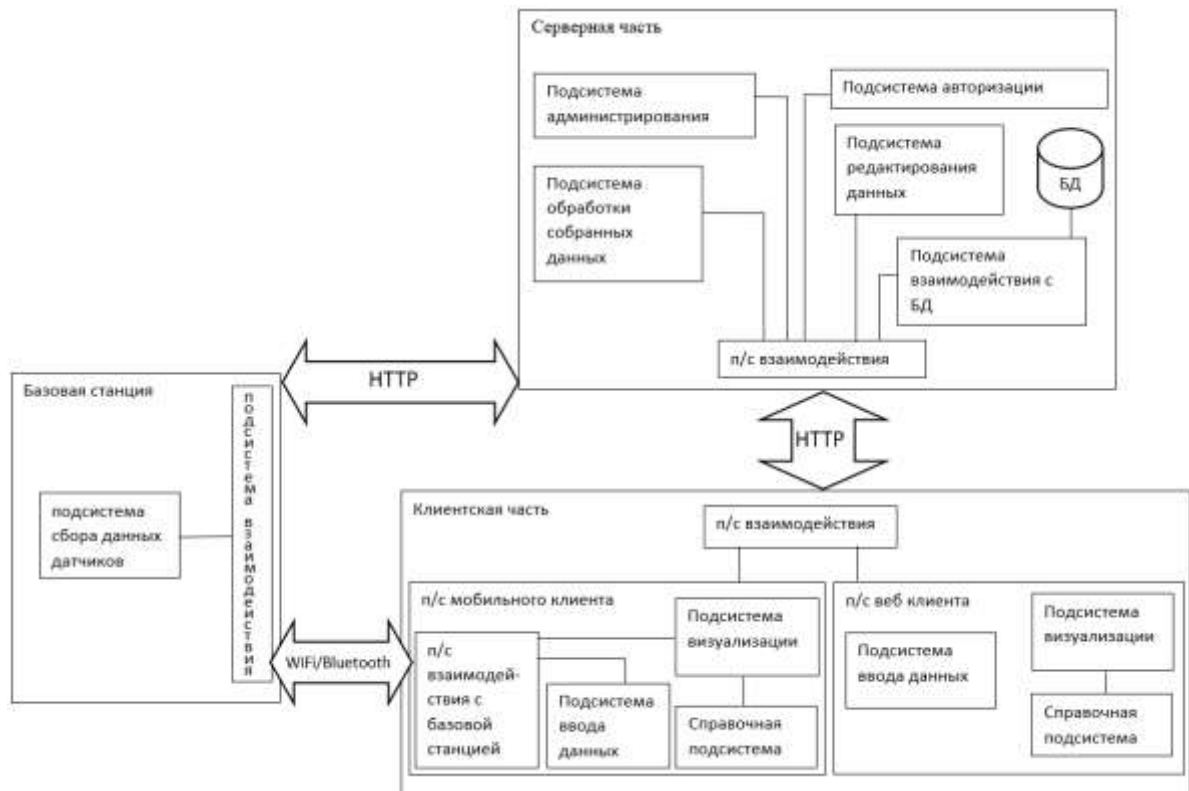 Серверная часть
Подсистема
администрирования
Подсистема авторизации
Подсистема
редактирования
данных
БД
Подсистема
обработки
собранных
данных
Подсистема
взаимодействия с
БД
п/с взаимодействия
HTTP
HTTP
Базовая станция
подсистема взаимодействия
подсистема
сбора данных
датчиков
WiFi/Bluetooth
Клиентская часть
п/с взаимодействия
п/с мобильного клиента
Подсистема
визуализации
п/с
взаимодей-
ствия с
базовой
станцией
Подсистема
ввода
данных
Справочная
подсистема
п/с веб клиента
Подсистема
визуализации
Подсистема
ввода данных
Справочная
подсистема